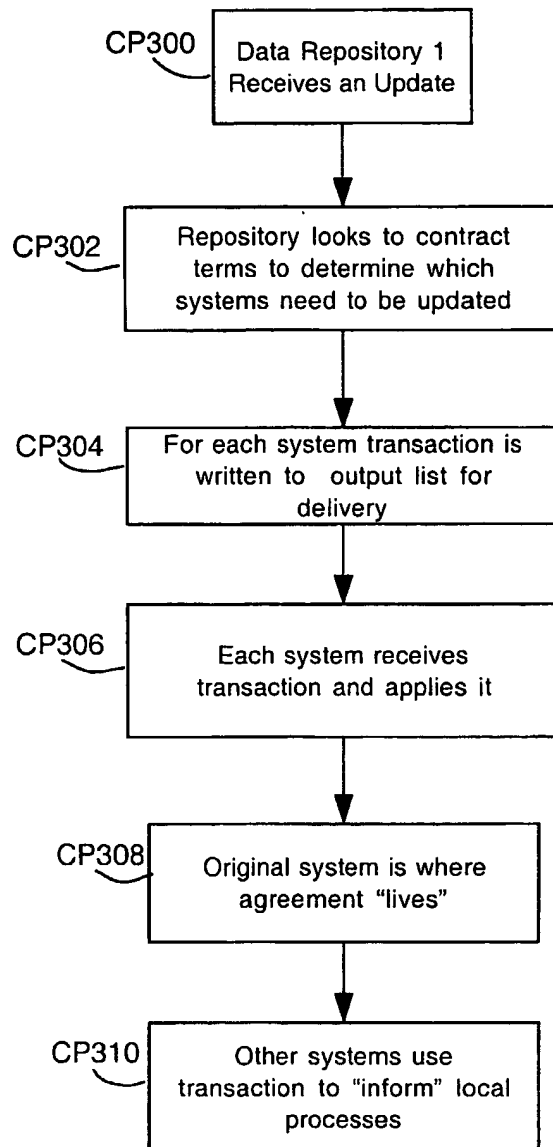 CP300
Data Repository 1
Receives an Update
CP302
Repository looks to contract
terms to determine which
systems need to be updated
CP304
For each system transaction is
written to output list for
delivery
CP306
Each system receives
transaction and applies it
CP308
Original system is where
agreement “lives”
CP310
Other systems use
transaction to “inform” local
processes